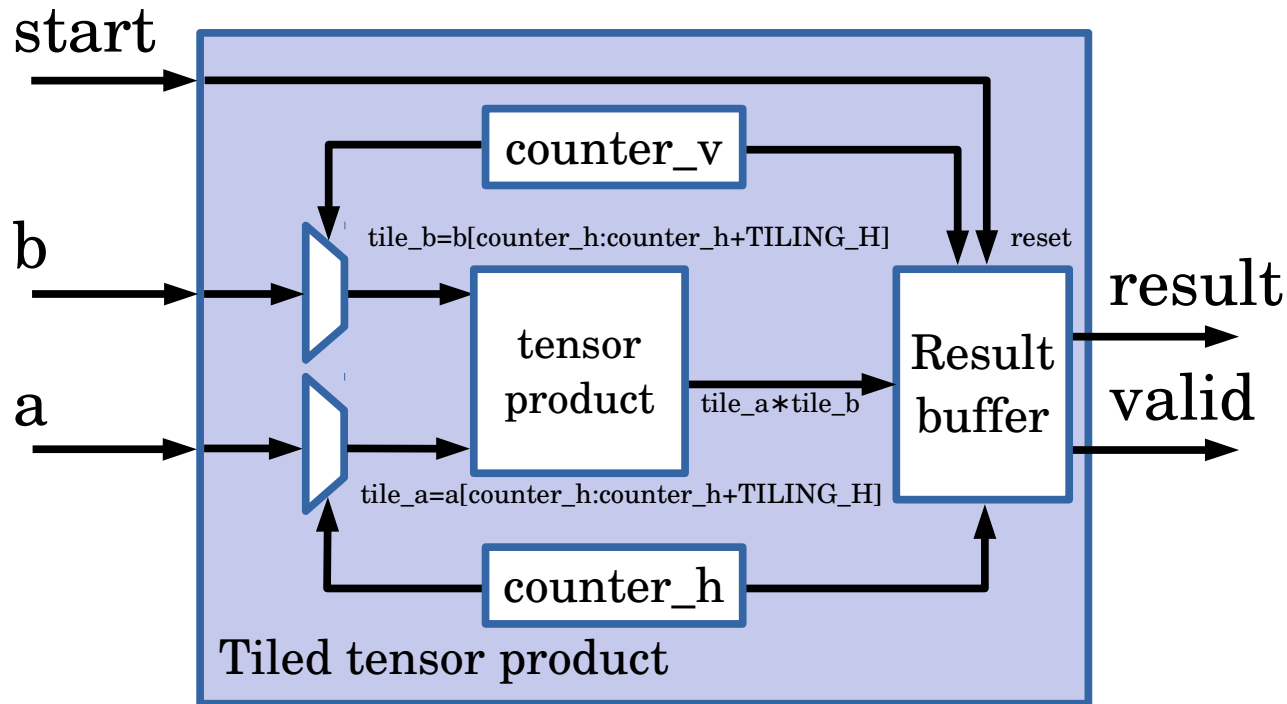 start
counter_v
b
tile_b=b[counter_h:counter_h+TILING_H]
reset
result
tensor
product
Result
buffer
tile_a*tile_b
a
valid
tile_a=a[counter_h:counter_h+TILING_H]
counter_h
Tiled tensor product